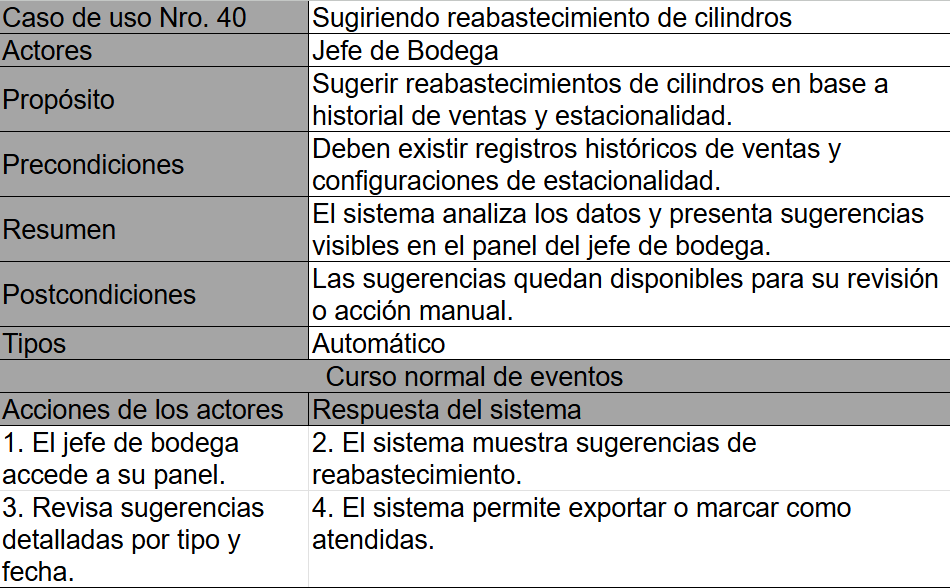 Caso de uso Nro. 40
Sugiriendo reabastecimiento de cilindros
Actores
Jefe de Bodega
Propósito
Sugerir reabastecimientos de cilindros en base a
historial de ventas y estacionalidad.
Precondiciones
Deben existir registros históricos de ventas y
configuraciones de estacionalidad.
Resumen
El sistema analiza los datos y presenta sugerencias
visibles en el panel del jefe de bodega.
Postcondiciones
Las sugerencias quedan disponibles para su revisión
o acción manual.
Tipos
Automático
Curso normal de eventos
Acciones de los actores
Respuesta del sistema
1. El jefe de bodega
accede a su panel.
2. El sistema muestra sugerencias de
reabastecimiento.
3. Revisa sugerencias
detalladas por tipo y
fecha.
4. El sistema permite exportar o marcar como
atendidas.